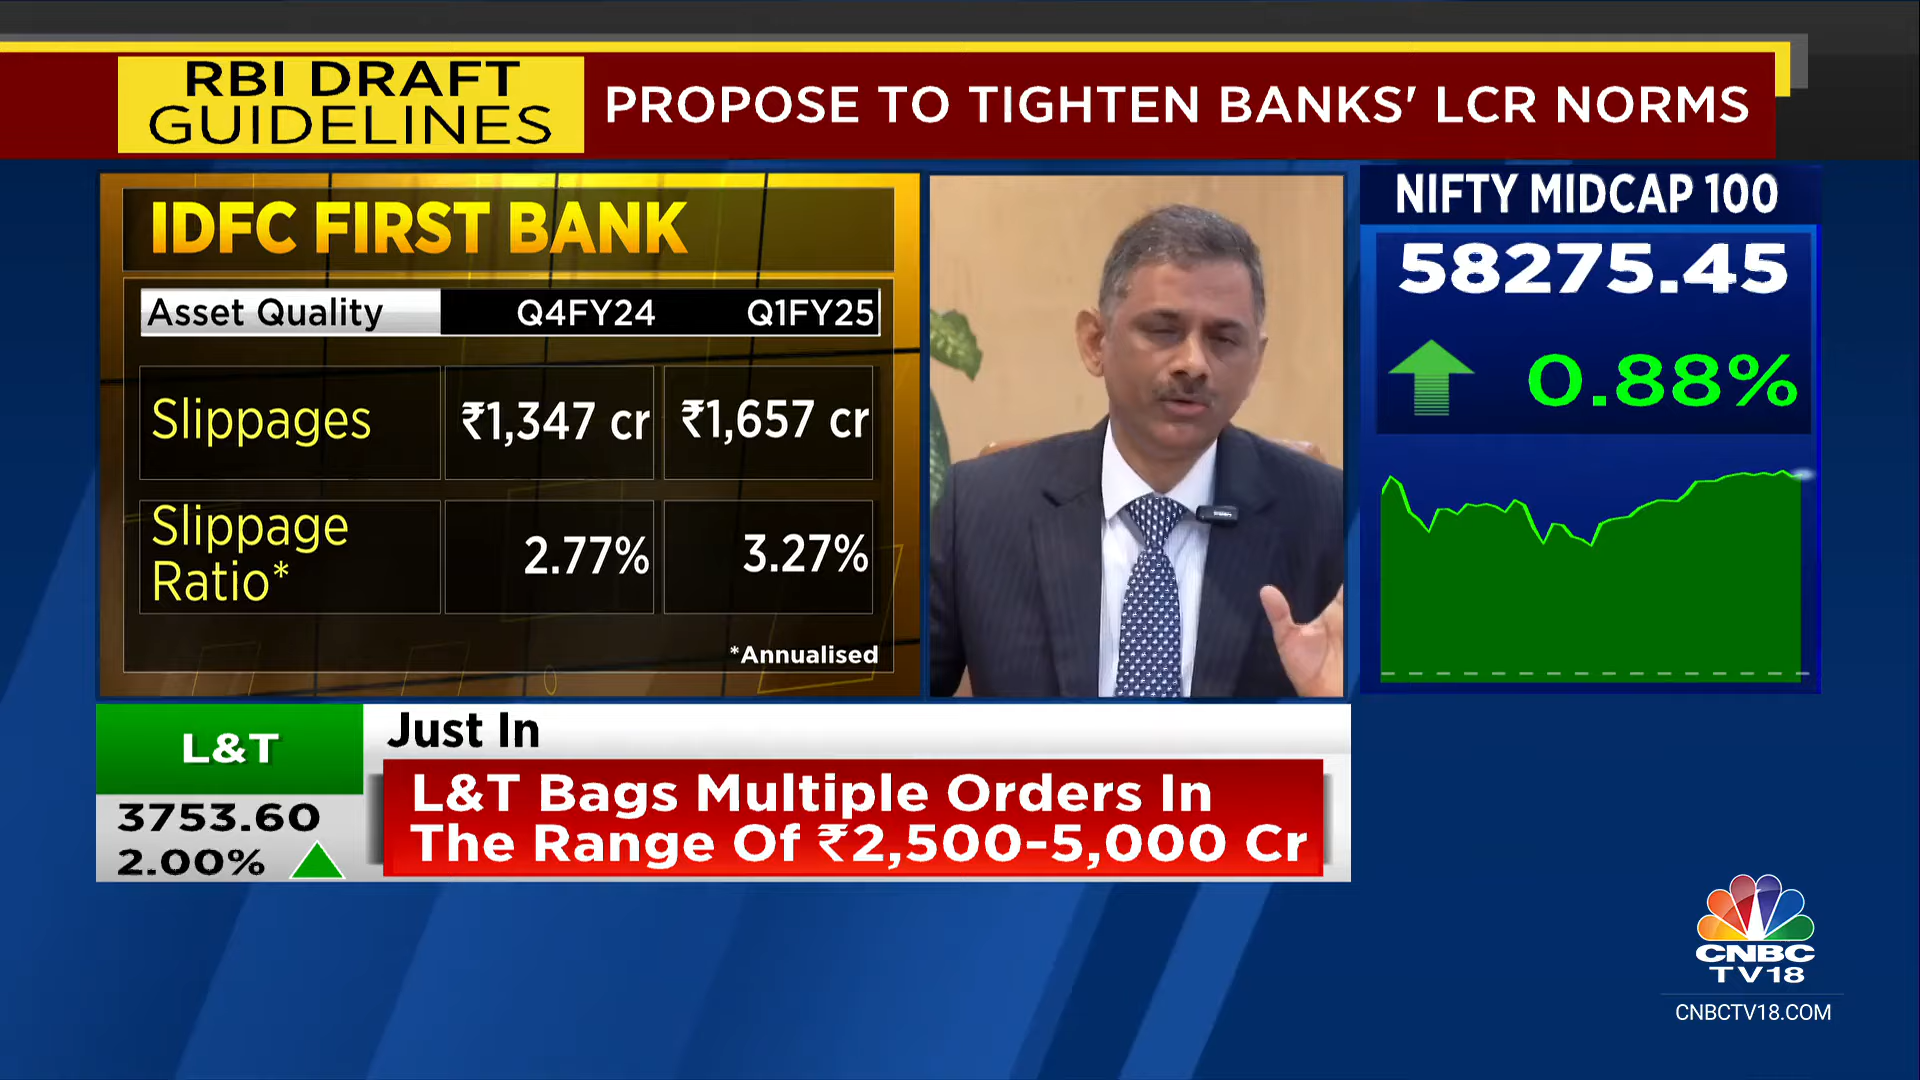 RBI DRAFT
GUIDELINES
PROPOSE TO TIGHTEN BANKS' LCR NORMS
IDFC FIRST BANK
Asset Quality Q4FY24 Q1FY25
Slippages ₹1,347 cr ₹1,657 cr
Slippage
Ratio* 2.77% 3.27%
*Annualised
NIFTY MIDCAP 100
58275.45
0.88%
L&T
3753.60
2.00%
Just In
L&T Bags Multiple Orders In
The Range Of ₹2,500-5,000 Cr
CNBC
TV18
CNBCTV18.COM